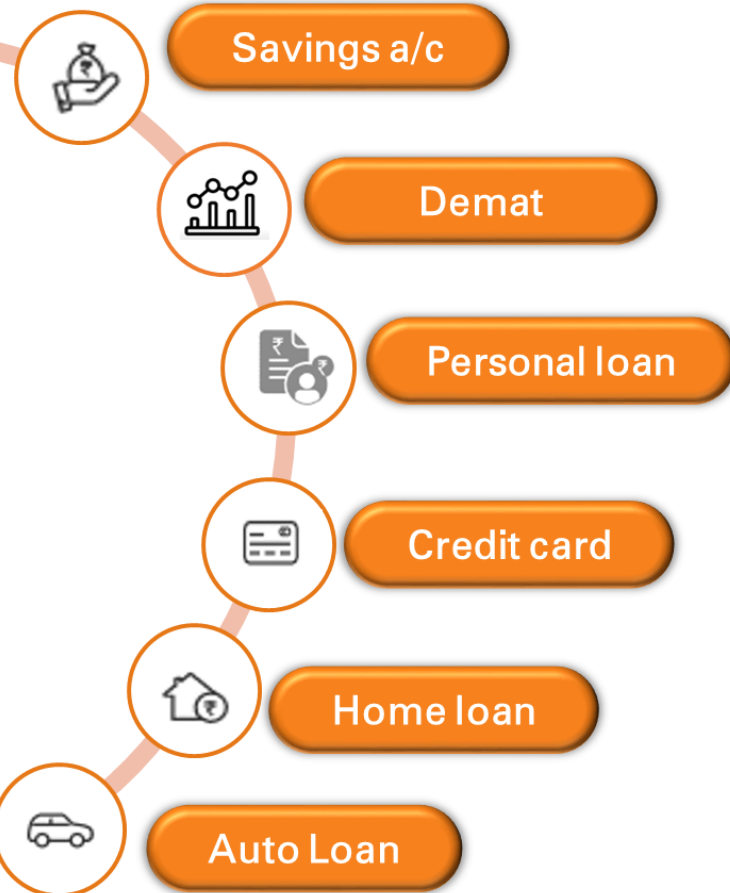 Savings a/c
Demat
₹
₹
Personal loan
Credit card
₹
Home loan
Auto Loan